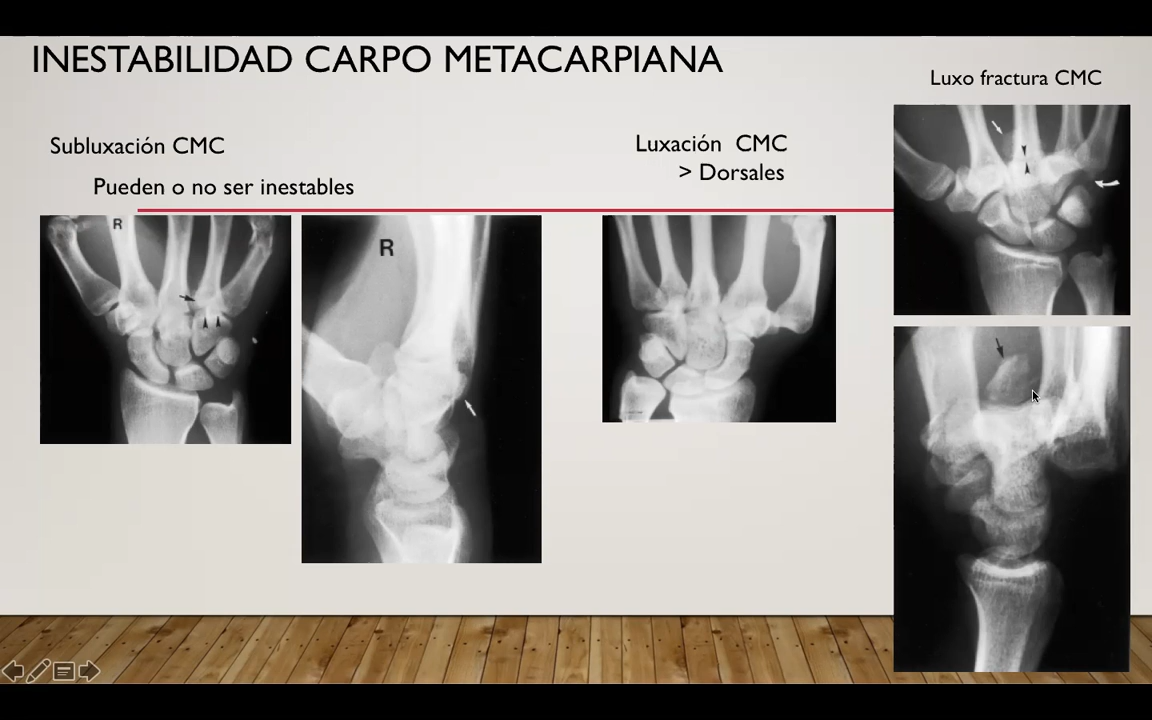 INESTABILIDAD CARPO METACARPIANA
Luxo fractura CMC
Subluxación CMC
Pueden o no ser inestables
Luxación CMC
> Dorsales
R
R